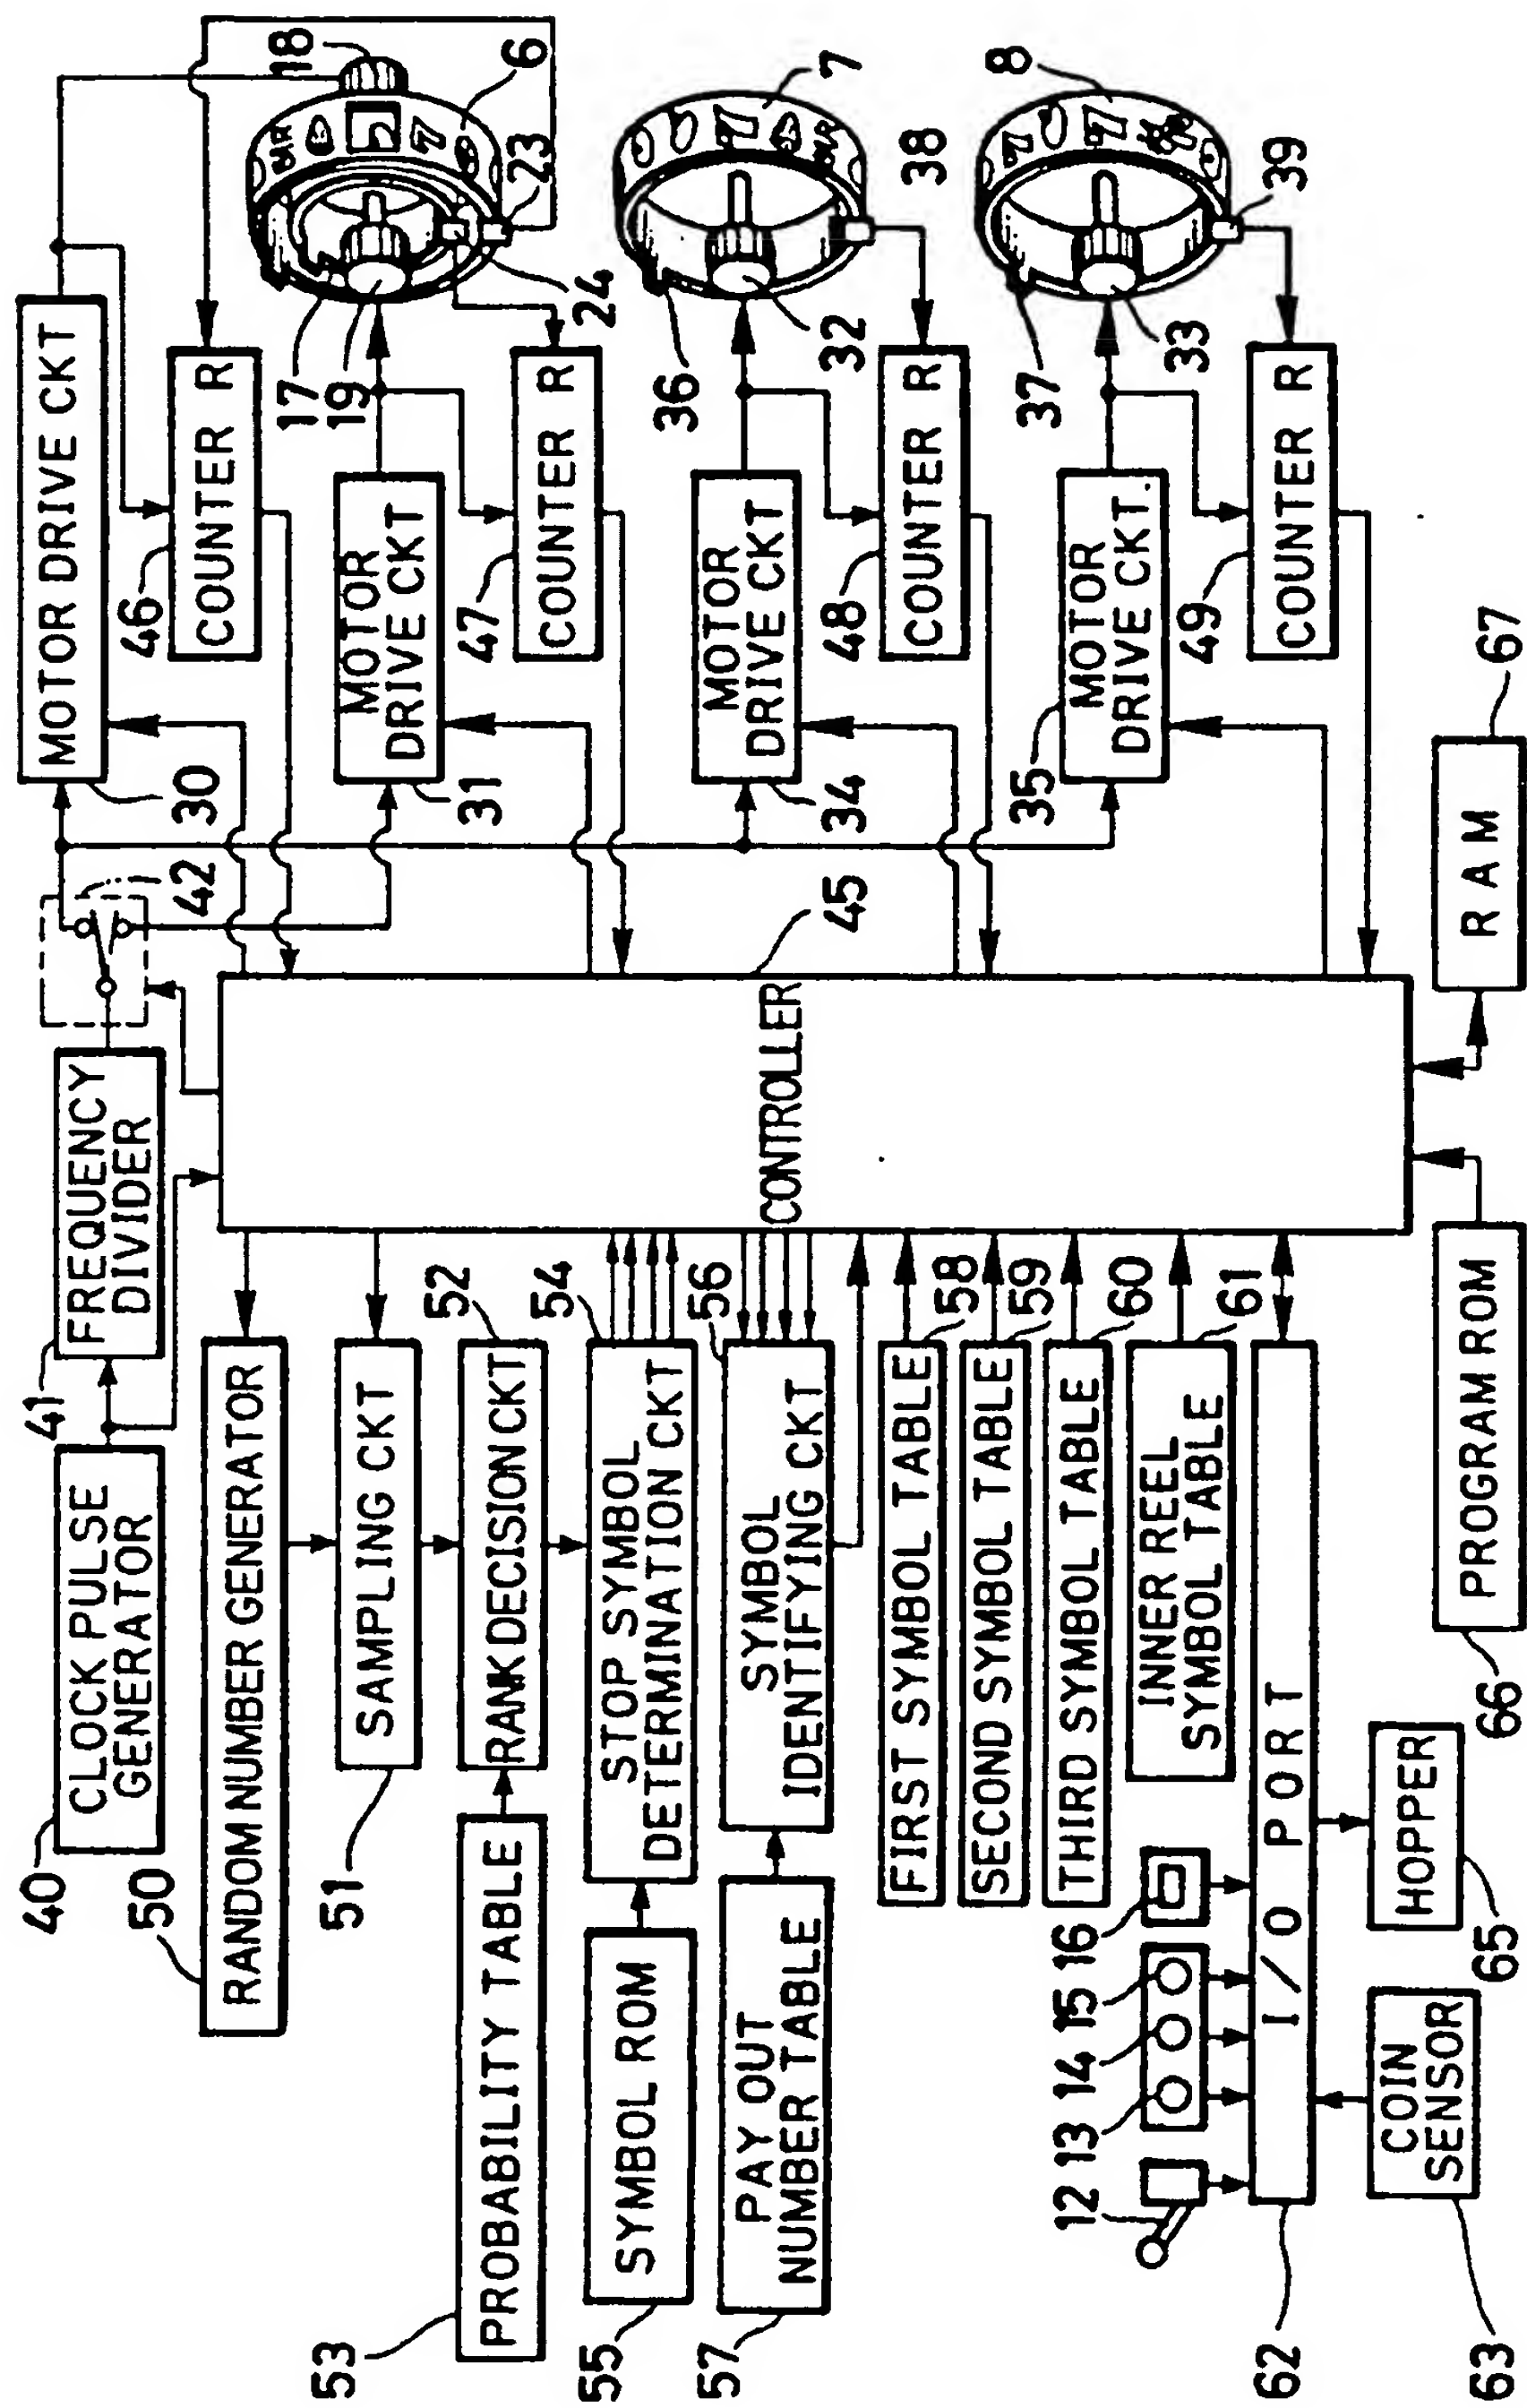 40
CLOCK PULSE
GENERATOR
41
FREQUENCY
DIVIDER
42
30
MOTOR DRIVE CKT
18
6
50
RANDOM NUMBER GENERATOR
46
COUNTER R
17
19
24
23
51
SAMPLING CKT
31
MOTOR
DRIVE CKT
47
COUNTER R
53
PROBABILITY TABLE
52
RANK DECISION CKT
55
SYMBOL ROM
54
STOP SYMBOL
DETERMINATION CKT
34
MOTOR
DRIVE CKT
36
32
7
38
48
COUNTER R
57
PAY OUT
NUMBER TABLE
56
SYMBOL
IDENTIFYING CKT
CONTROLLER
45
FIRST SYMBOL TABLE
58
SECOND SYMBOL TABLE
59
THIRD SYMBOL TABLE
60
INNER REEL
SYMBOL TABLE
61
35
MOTOR
DRIVE CKT.
37
33
8
39
49
COUNTER R
12
13
14
15
16
62
I/O PORT
63
COIN
SENSOR
65
HOPPER
66
PROGRAM ROM
67
RAM